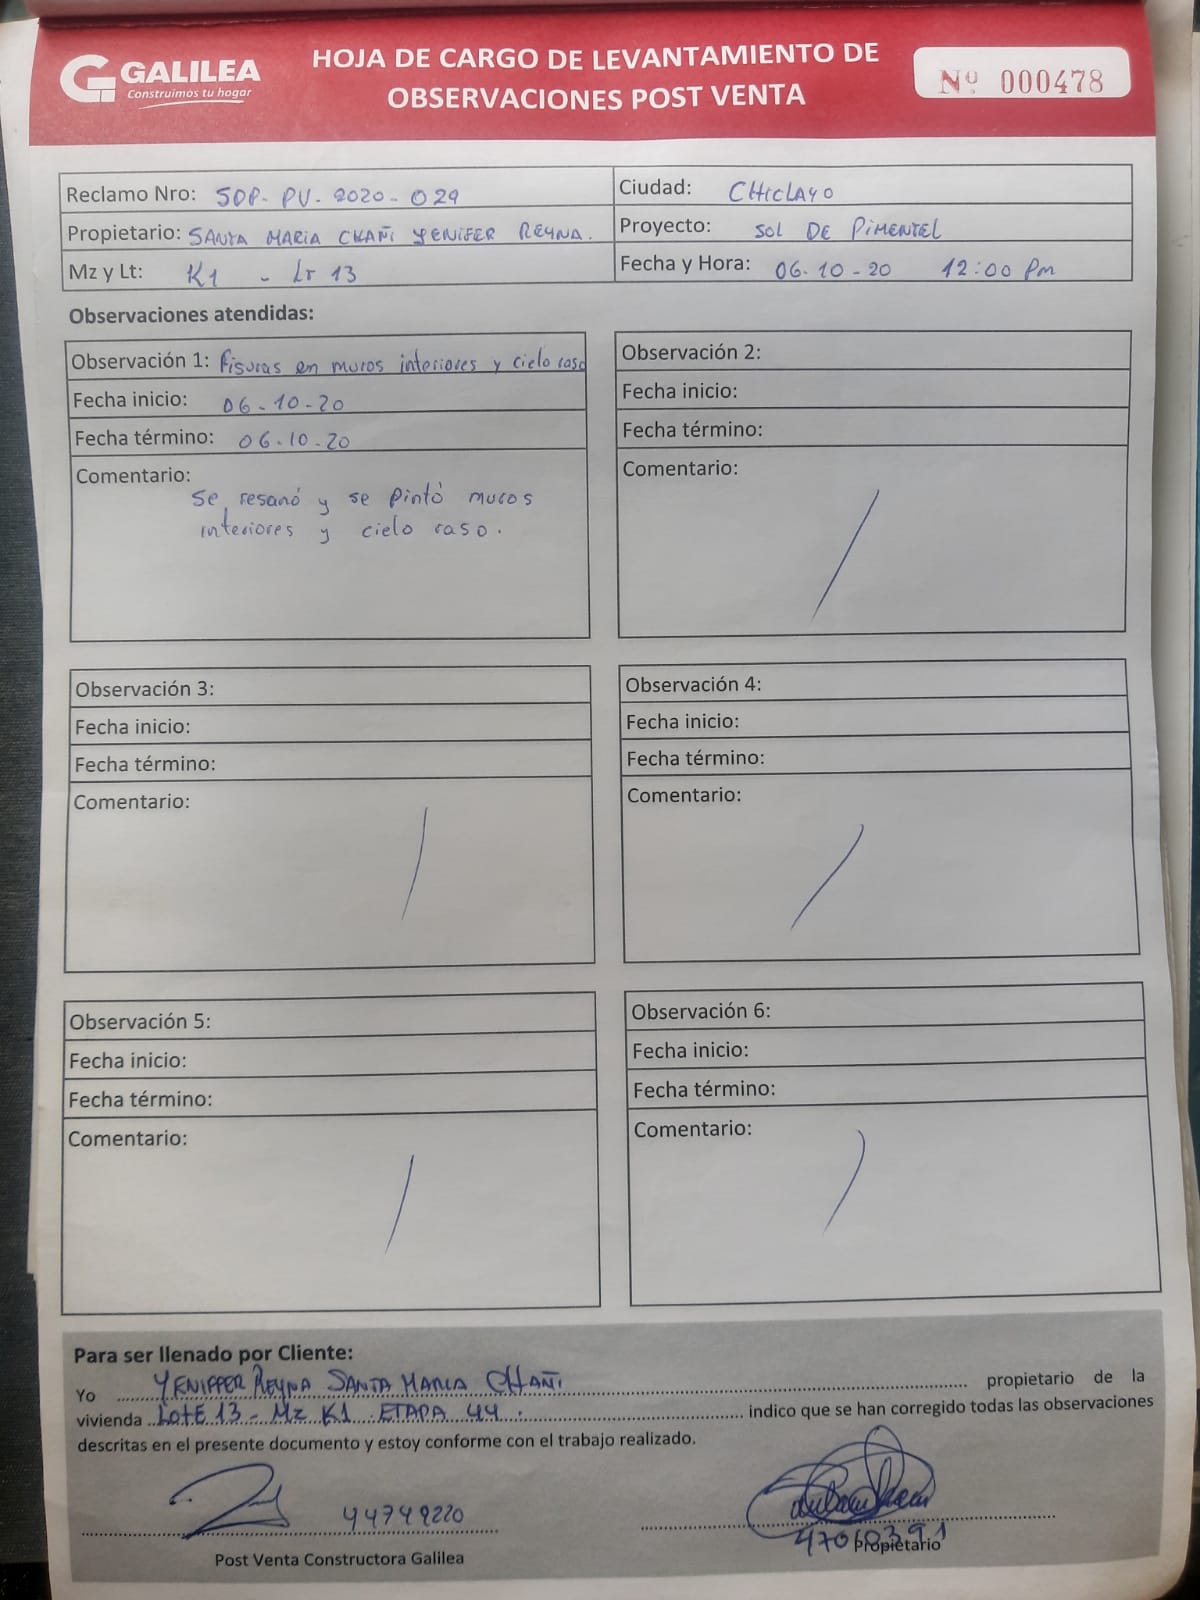 GALILEA
Construimos tu hogar
HOJA DE CARGO DE LEVANTAMIENTO DE
OBSERVACIONES POST VENTA
Nº 000478
Reclamo Nro: SOP- PV- 2020- 029
Ciudad: CHICLAYO
Propietario: SANTA MARIA CHAÑI YENIFER REYNA.
Proyecto: SOL DE PIMENTEL
Mz y Lt: K1 - Lt 13
Fecha y Hora: 06-10-20 12:00 Pm
Observaciones atendidas:
Observación 1: Fisuras en muros interiores y cielo raso
Fecha inicio: 06-10-20
Fecha término: 06-10-20
Comentario:
Se resanó y se pintó muros
interiores y cielo raso.
Observación 2:
Fecha inicio:
Fecha término:
Comentario:
Observación 3:
Fecha inicio:
Fecha término:
Comentario:
Observación 4:
Fecha inicio:
Fecha término:
Comentario:
Observación 5:
Fecha inicio:
Fecha término:
Comentario:
Observación 6:
Fecha inicio:
Fecha término:
Comentario:
Para ser llenado por Cliente:
Yo YENIFFER REYNA SANTA MARIA CHAÑI propietario de la
vivienda LOTE 13 - MZ K1 ETAPA 44. indico que se han corregido todas las observaciones
descritas en el presente documento y estoy conforme con el trabajo realizado.
44749220
Post Venta Constructora Galilea
47068391
Propietario